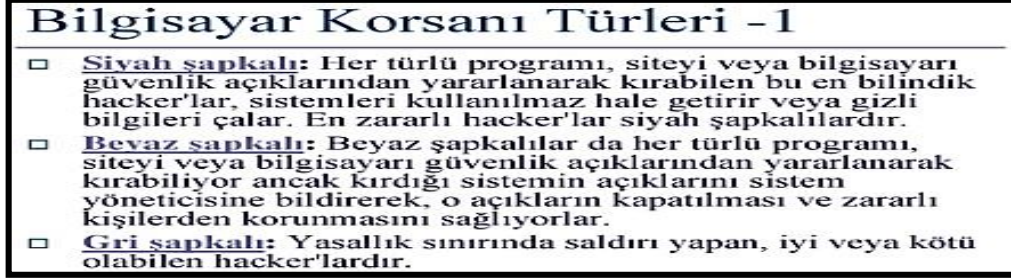 Bilgisayar Korsanı Türleri -1
Siyah şapkalı: Her türlü programı, siteyi veya bilgisayarı
güvenlik açıklarından yararlanarak kırabilen bu en bilindik
hacker'lar, sistemleri kullanılmaz hale getirir veya gizli
bilgileri çalar. En zararlı hacker'lar siyah şapkalılardır.
Beyaz şapkalı: Beyaz şapkalılar da her türlü programı,
siteyi veya bilgisayarı güvenlik açıklarından yararlanarak
kırabiliyor ancak kırdığı sistemin açıklarını sistem
yöneticisine bildirerek, o açıkların kapatılması ve zararlı
kişilerden korunmasını sağlıyorlar.
Gri şapkalı: Yasallık sınırında saldırı yapan, iyi veya kötü
olabilen hacker'lardır.